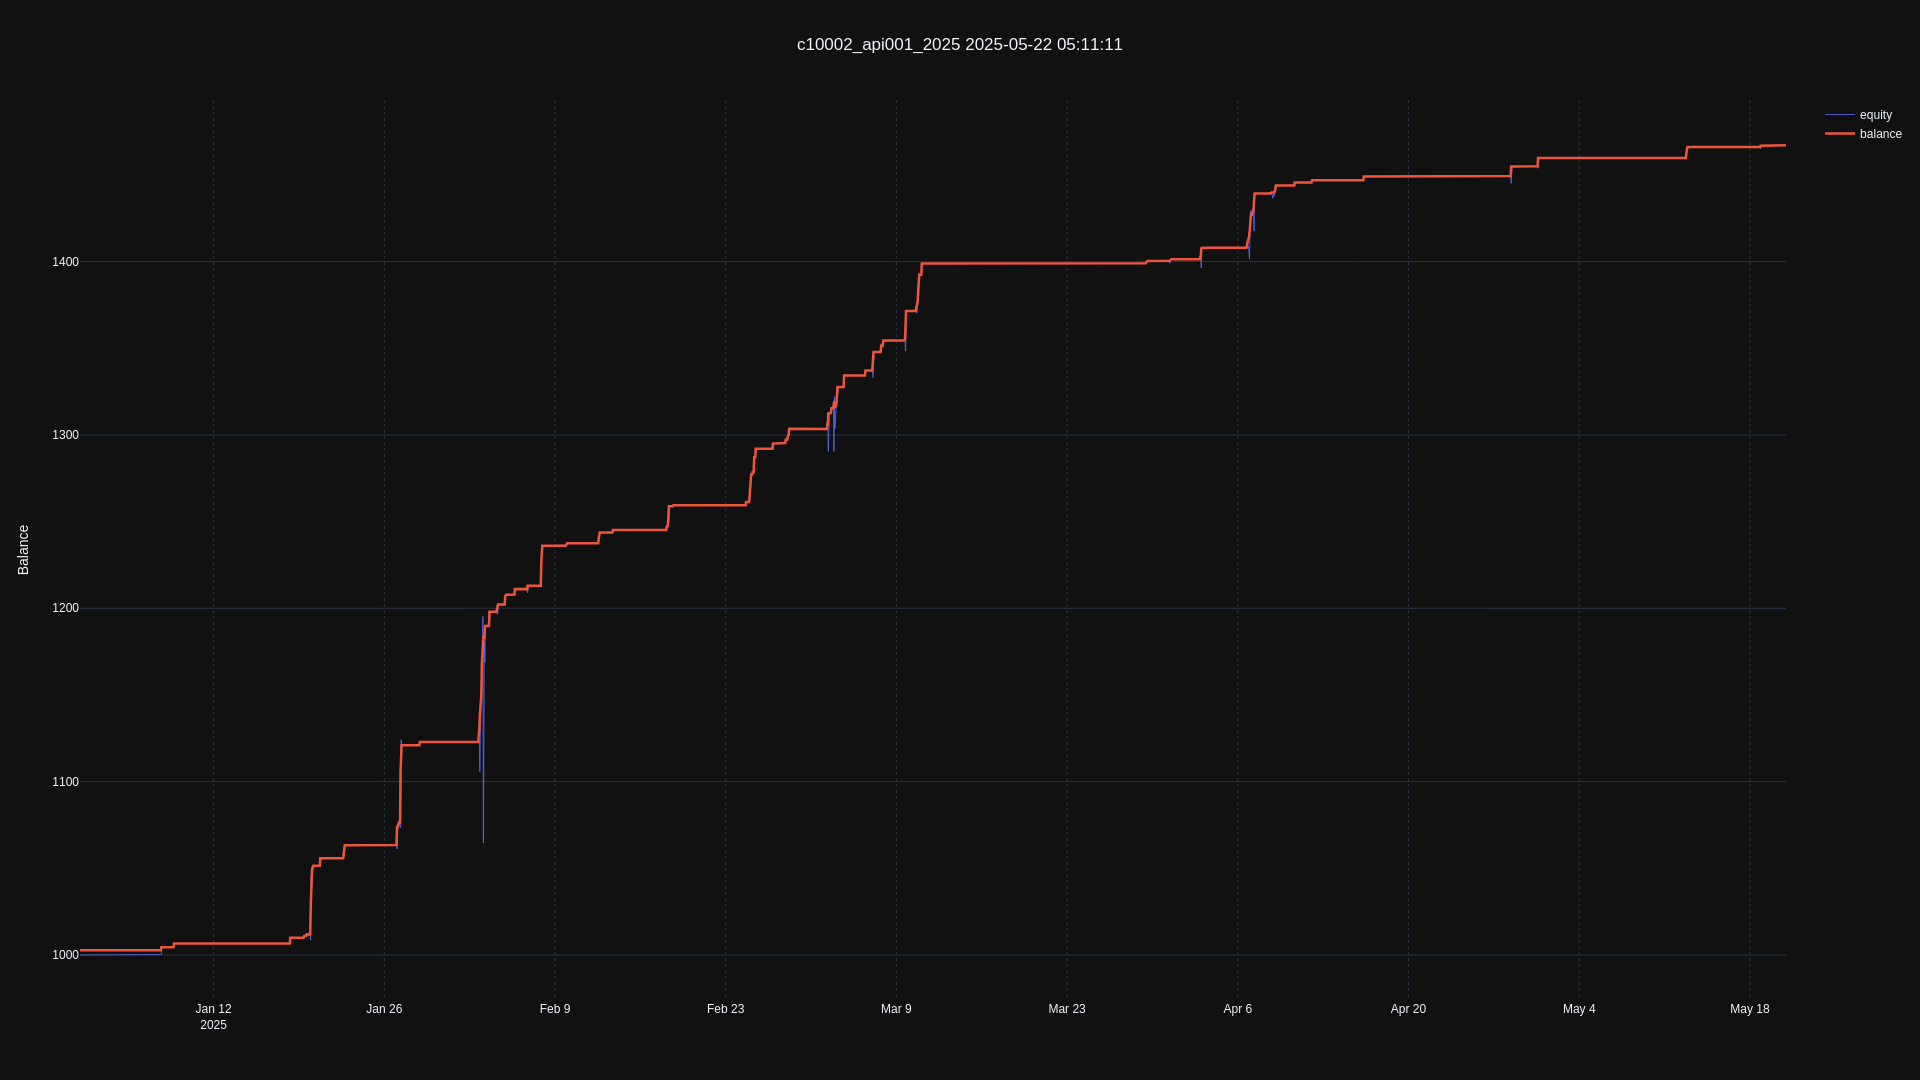 c10002_api001_2025 2025-05-22 05:11:11
equity
balance
Balance
1400
1300
1200
1100
1000
Jan 12
2025
Jan 26
Feb 9
Feb 23
Mar 9
Mar 23
Apr 6
Apr 20
May 4
May 18